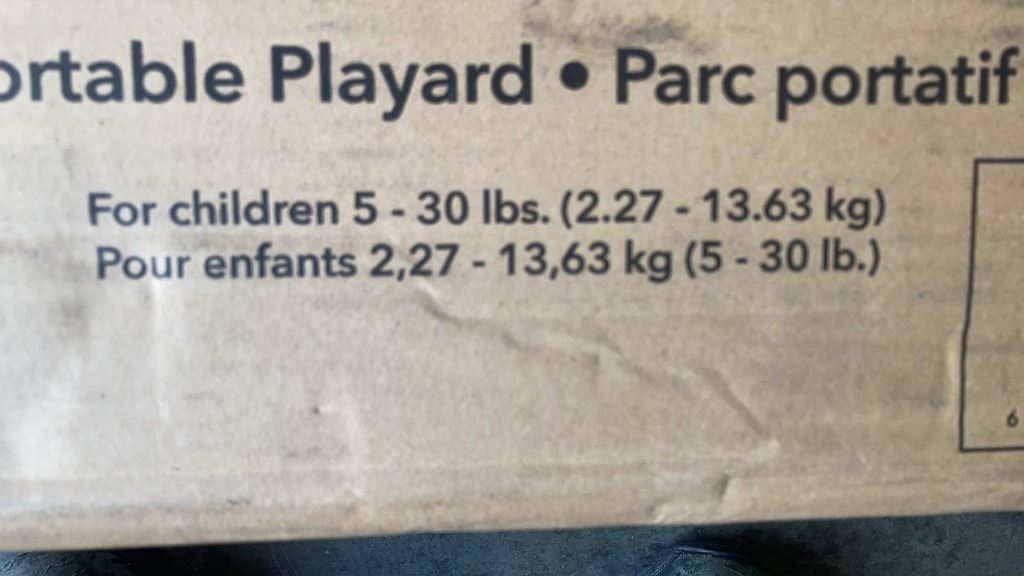 ortable Playard • Parc portatif
For children 5 - 30 lbs. (2.27 - 13.63 kg)
Pour enfants 2,27 - 13,63 kg (5 - 30 lb.)
6